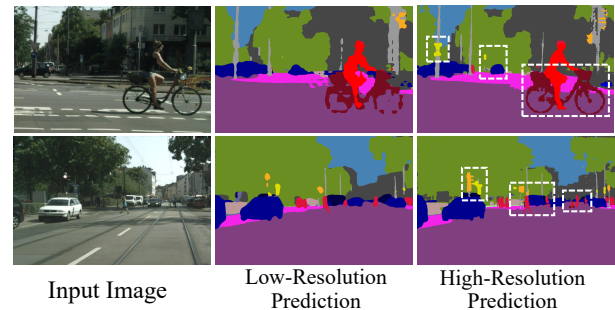 Input Image
Low-Resolution
Prediction
High-Resolution
Prediction